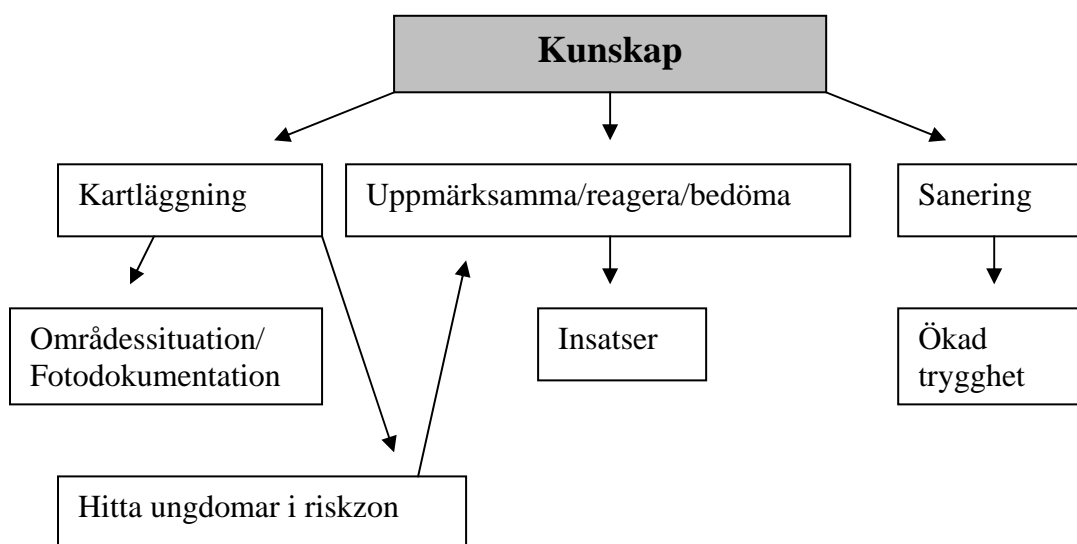 Kunskap
Kartläggning
Uppmärksamma/reagera/bedöma
Sanering
Områdessituation/
Fotodokumentation
Insatser
Ökad
trygghet
Hitta ungdomar i riskzon